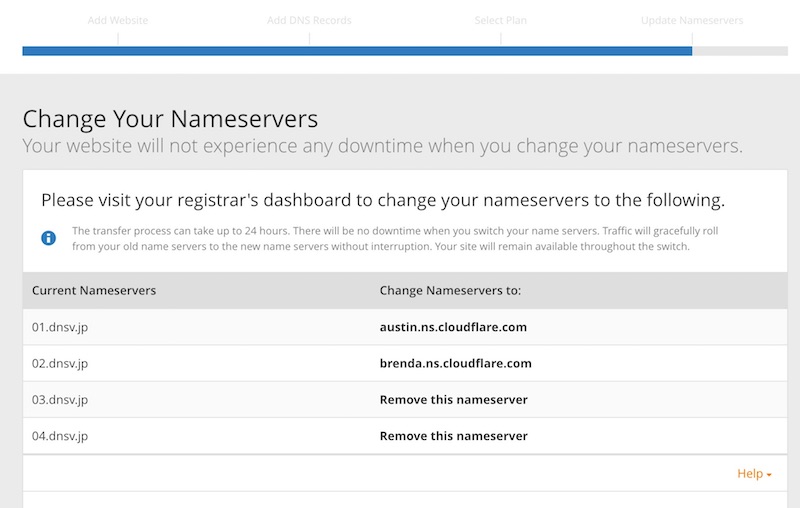 Add Website
Add DNS Records
Select Plan
Update Nameservers
Change Your Nameservers
Your website will not experience any downtime when you change your nameservers.
Please visit your registrar's dashboard to change your nameservers to the following.
The transfer process can take up to 24 hours. There will be no downtime when you switch your name servers. Traffic will gracefully roll
from your old name servers to the new name servers without interruption. Your site will remain available throughout the switch.
Current Nameservers
Change Nameservers to:
01.dnsv.jp
austin.ns.cloudflare.com
02.dnsv.jp
brenda.ns.cloudflare.com
03.dnsv.jp
Remove this nameserver
04.dnsv.jp
Remove this nameserver
Help